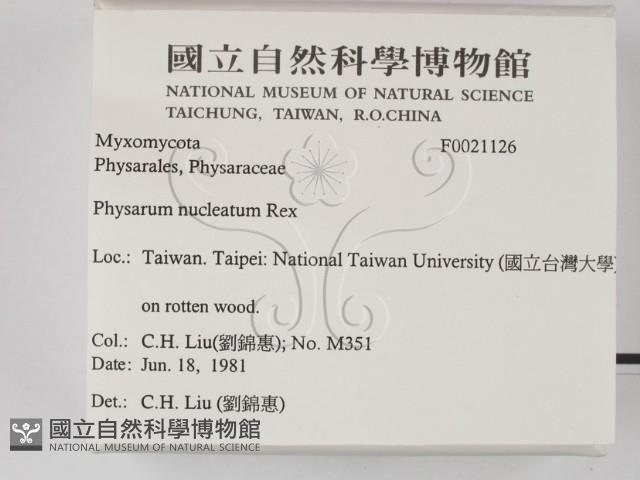 國立自然科學博物館
NATIONAL MUSEUM OF NATURAL SCIENCE
TAICHUNG, TAIWAN, R.O.CHINA
Myxomycota F0021126
Physarales, Physaraceae
Physarum nucleatum Rex
Loc.: Taiwan. Taipei: National Taiwan University (國立台灣大學)
on rotten wood.
Col.: C.H. Liu(劉錦惠); No. M351
Date: Jun. 18, 1981
Det.: C.H. Liu (劉錦惠)
國立自然科學博物館
NATIONAL MUSEUM OF NATURAL SCIENCE